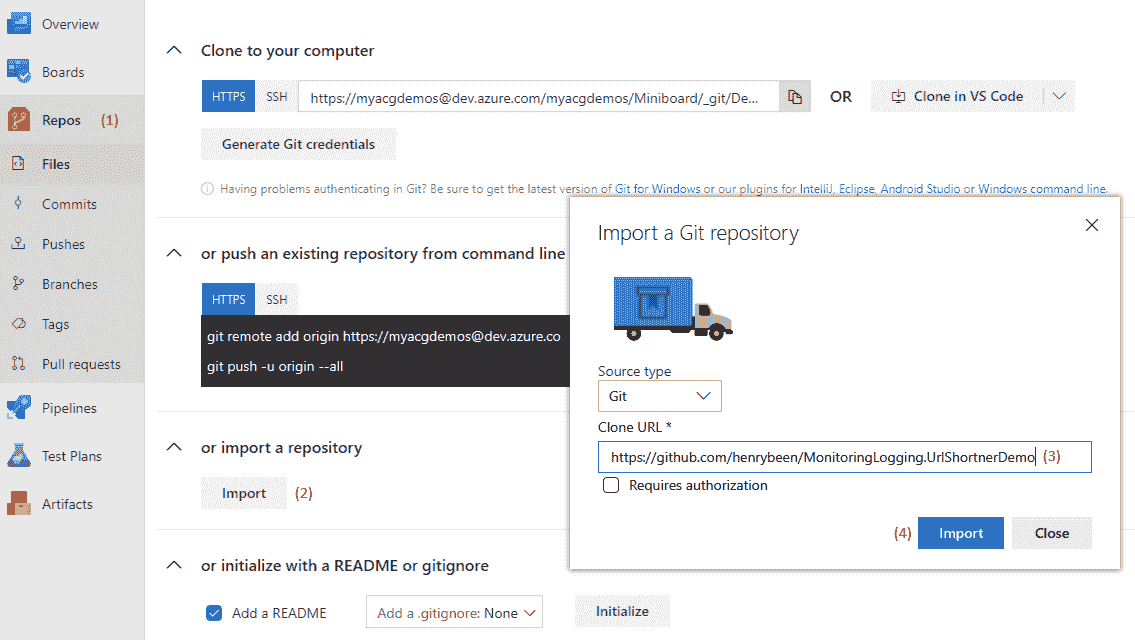 Overview
Boards
Repos (1)
Files
Commits
Pushes
Branches
Tags
Pull requests
Pipelines
Test Plans
Artifacts
Clone to your computer
HTTPS SSH https://myacgdemos@dev.azure.com/myacgdemos/Miniboard/_git/De... OR Clone in VS Code
Generate Git credentials
Having problems authenticating in Git? Be sure to get the latest version of Git for Windows or our plugins for IntelliJ, Eclipse, Android Studio or Windows command line.
or push an existing repository from command line
HTTPS SSH
git remote add origin https://myacgdemos@dev.azure.co
git push -u origin --all
or import a repository
Import (2)
or initialize with a README or gitignore
Add a README Add a .gitignore: None Initialize
Import a Git repository
Source type
Git
Clone URL *
https://github.com/henrybeen/MonitoringLogging.UrlShortnerDemo (3)
Requires authorization
(4) Import Close